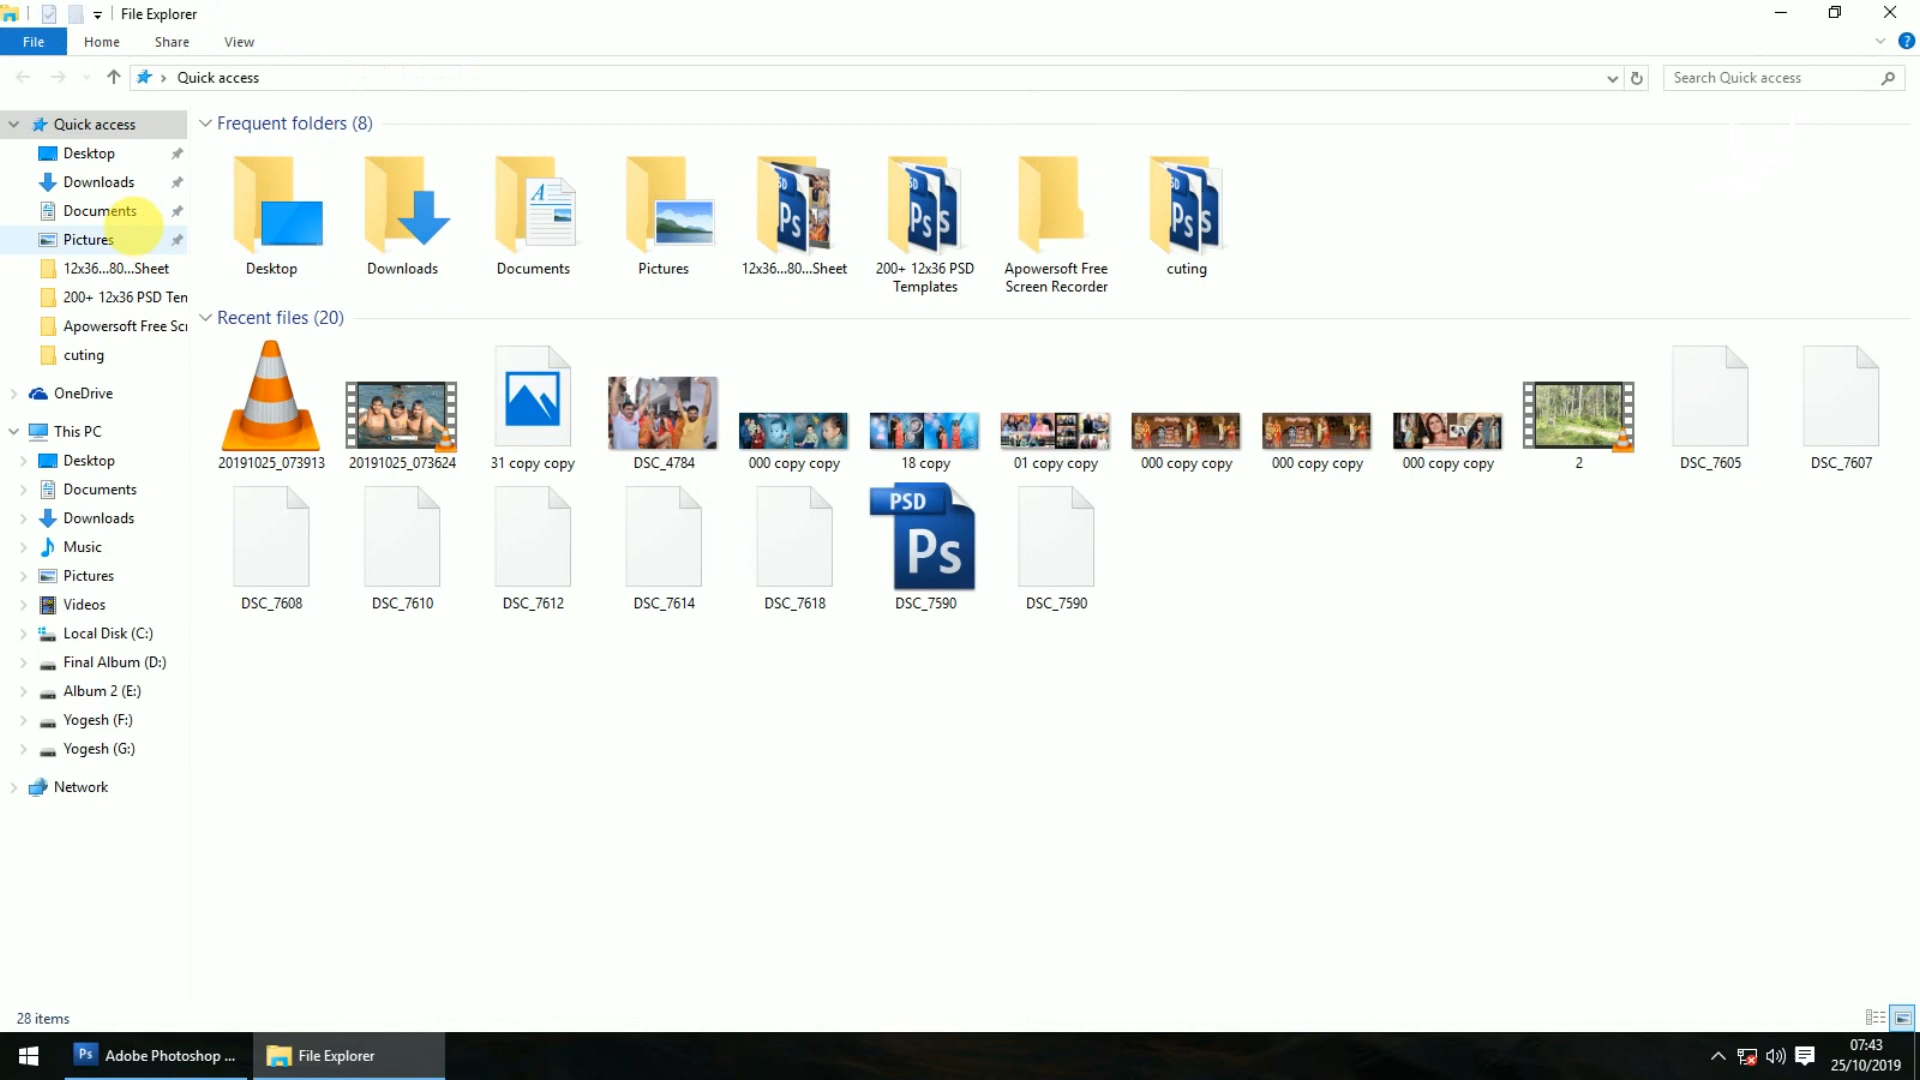 File Explorer
File Home Share View
Quick access
Search Quick access
Quick access
Desktop
Downloads
Documents
Pictures
12x36...80...Sheet
200+ 12x36 PSD Ten
Apowersoft Free Scr
cuting
OneDrive
This PC
Desktop
Documents
Downloads
Music
Pictures
Videos
Local Disk (C:)
Final Album (D:)
Album 2 (E:)
Yogesh (F:)
Yogesh (G:)
Network
Frequent folders (8)
Desktop
Downloads
Documents
Pictures
12x36...80...Sheet
200+ 12x36 PSD
Templates
Apowersoft Free
Screen Recorder
cuting
Recent files (20)
20191025_073913
20191025_073624
31 copy copy
DSC_4784
000 copy copy
18 copy
01 copy copy
000 copy copy
000 copy copy
000 copy copy
2
DSC_7605
DSC_7607
PSD
Ps
DSC_7608
DSC_7610
DSC_7612
DSC_7614
DSC_7618
DSC_7590
DSC_7590
28 items
Ps Adobe Photoshop ...
File Explorer
07:43
25/10/2019